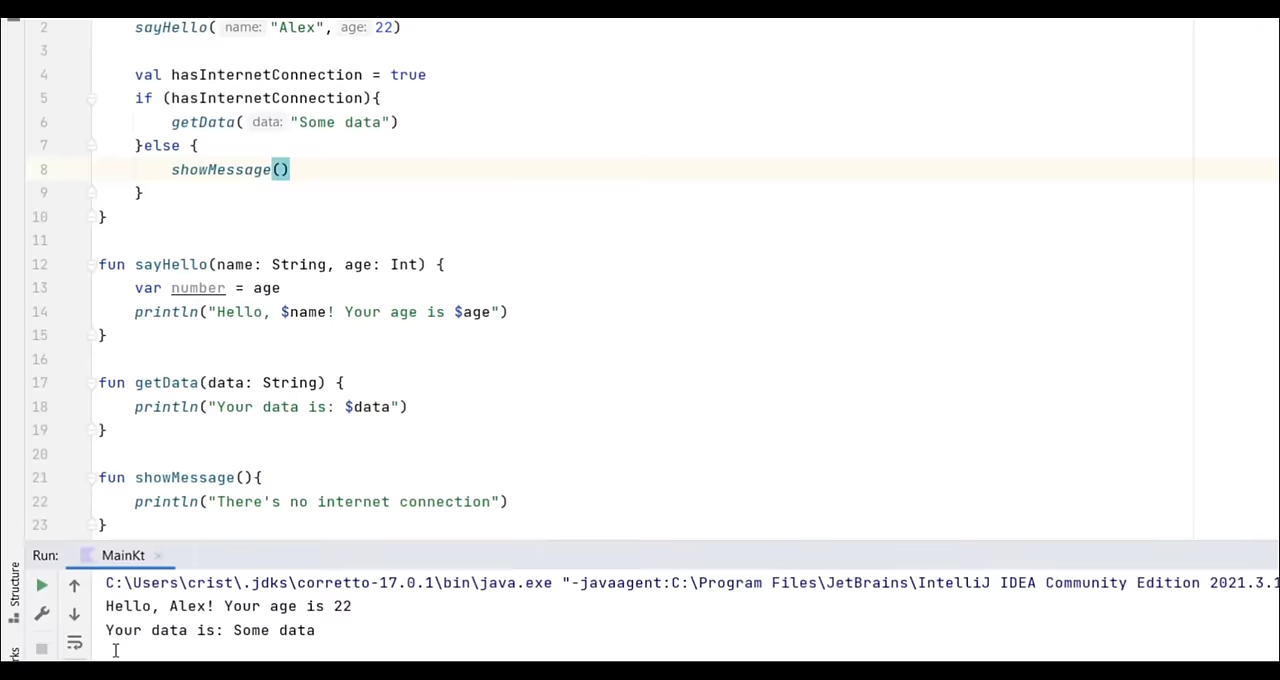 2 sayHello( name: "Alex", age: 22)
3
4 val hasInternetConnection = true
5 if (hasInternetConnection){
6 getData( data: "Some data")
7 }else {
8 showMessage()
9 }
10 }
11
12 fun sayHello(name: String, age: Int) {
13 var number = age
14 println("Hello, $name! Your age is $age")
15 }
16
17 fun getData(data: String) {
18 println("Your data is: $data")
19 }
20
21 fun showMessage(){
22 println("There's no internet connection")
23 }
Run: MainKt ×
Structure
C:\Users\crist\.jdks\corretto-17.0.1\bin\java.exe "-javaagent:C:\Program Files\JetBrains\IntelliJ IDEA Community Edition 2021.3.1
Hello, Alex! Your age is 22
Your data is: Some data